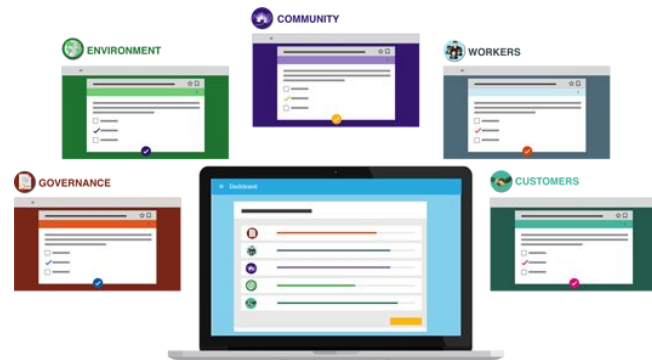 COMMUNITY
ENVIRONMENT
WORKERS
GOVERNANCE
CUSTOMERS
Dashboard